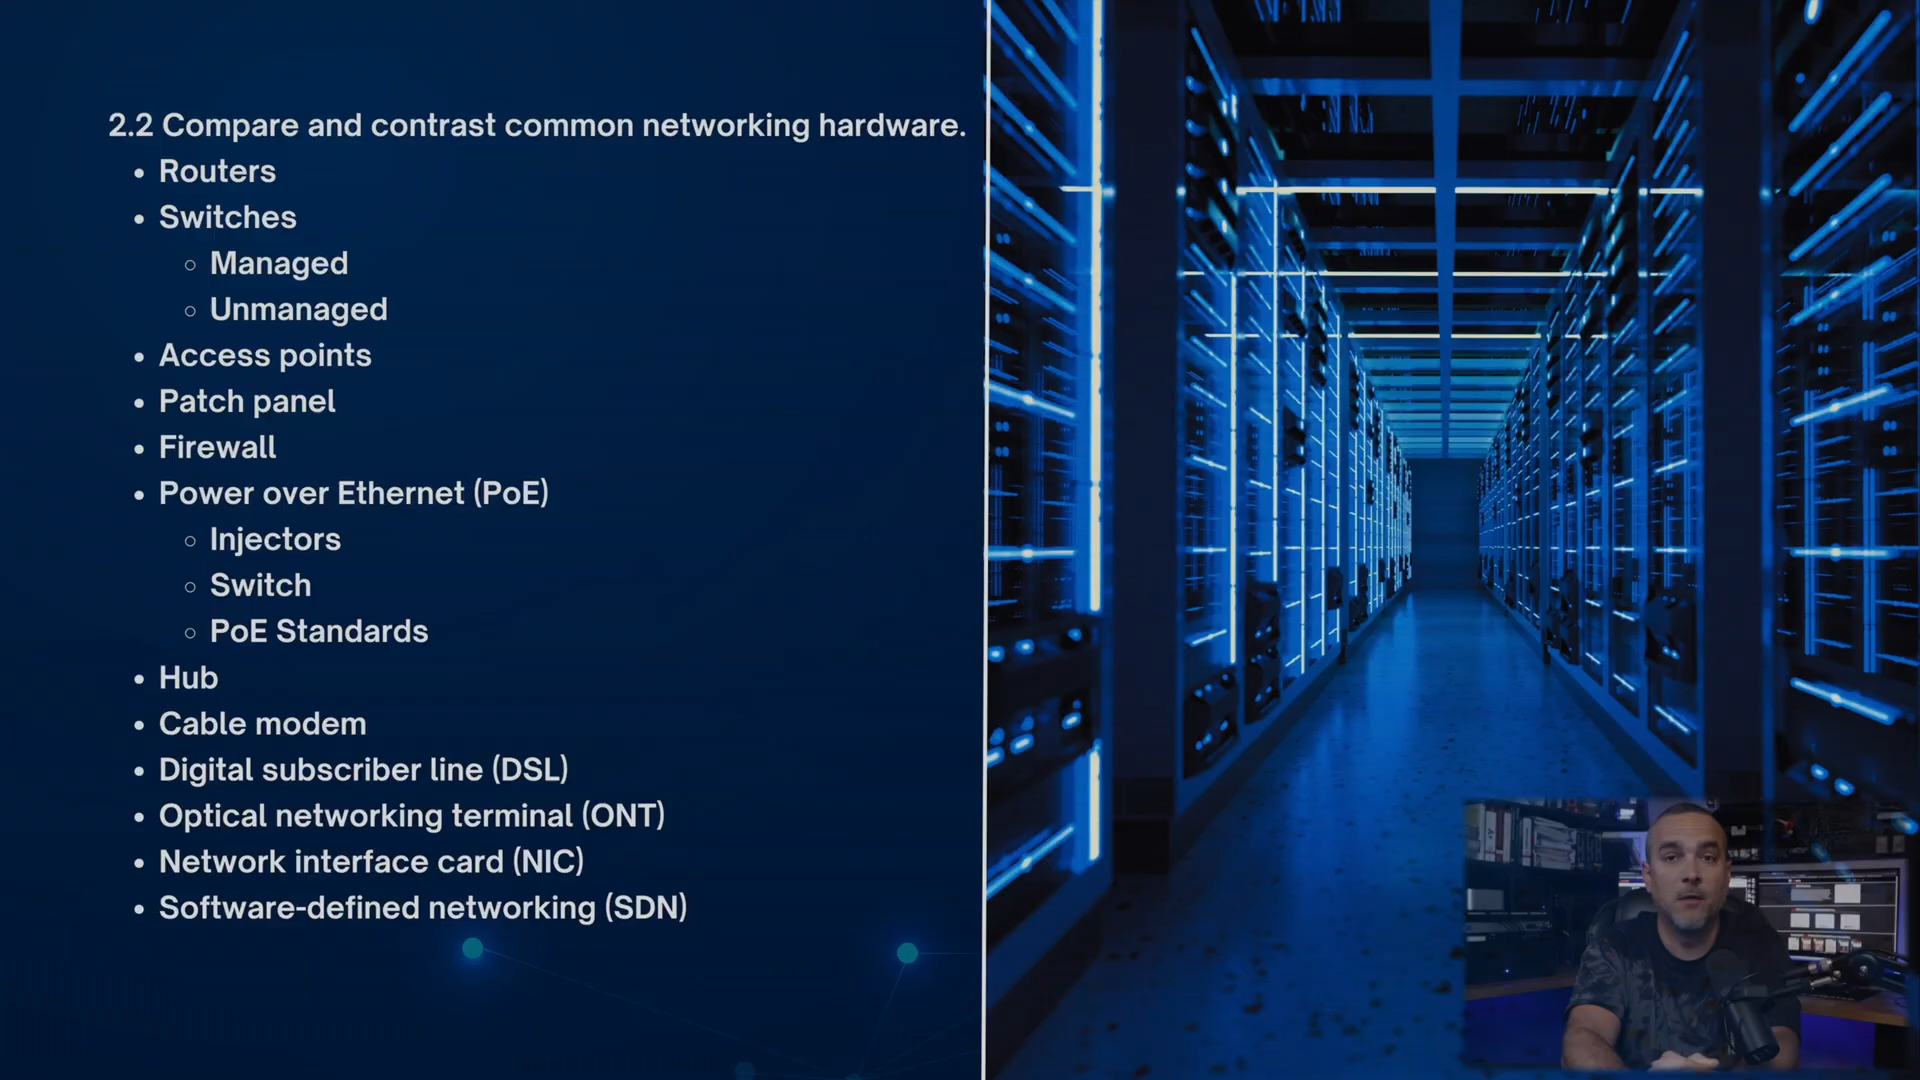 2.2 Compare and contrast common networking hardware.
• Routers
• Switches
◦ Managed
◦ Unmanaged
• Access points
• Patch panel
• Firewall
• Power over Ethernet (PoE)
◦ Injectors
◦ Switch
◦ PoE Standards
• Hub
• Cable modem
• Digital subscriber line (DSL)
• Optical networking terminal (ONT)
• Network interface card (NIC)
• Software-defined networking (SDN)